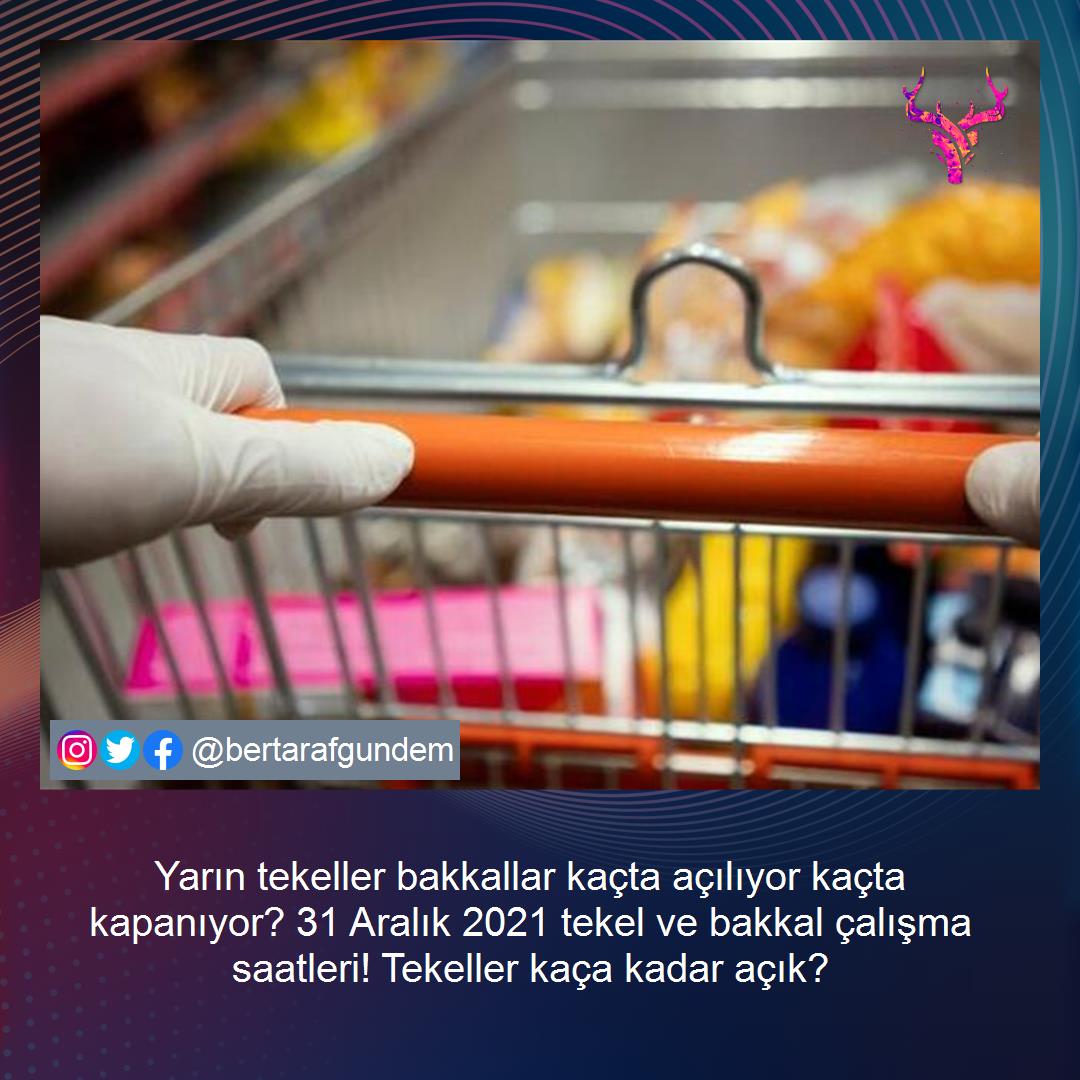 @bertarafgundem
Yarın tekeller bakkallar kaçta açılıyor kaçta
kapanıyor? 31 Aralık 2021 tekel ve bakkal çalışma
saatleri! Tekeller kaça kadar açık?